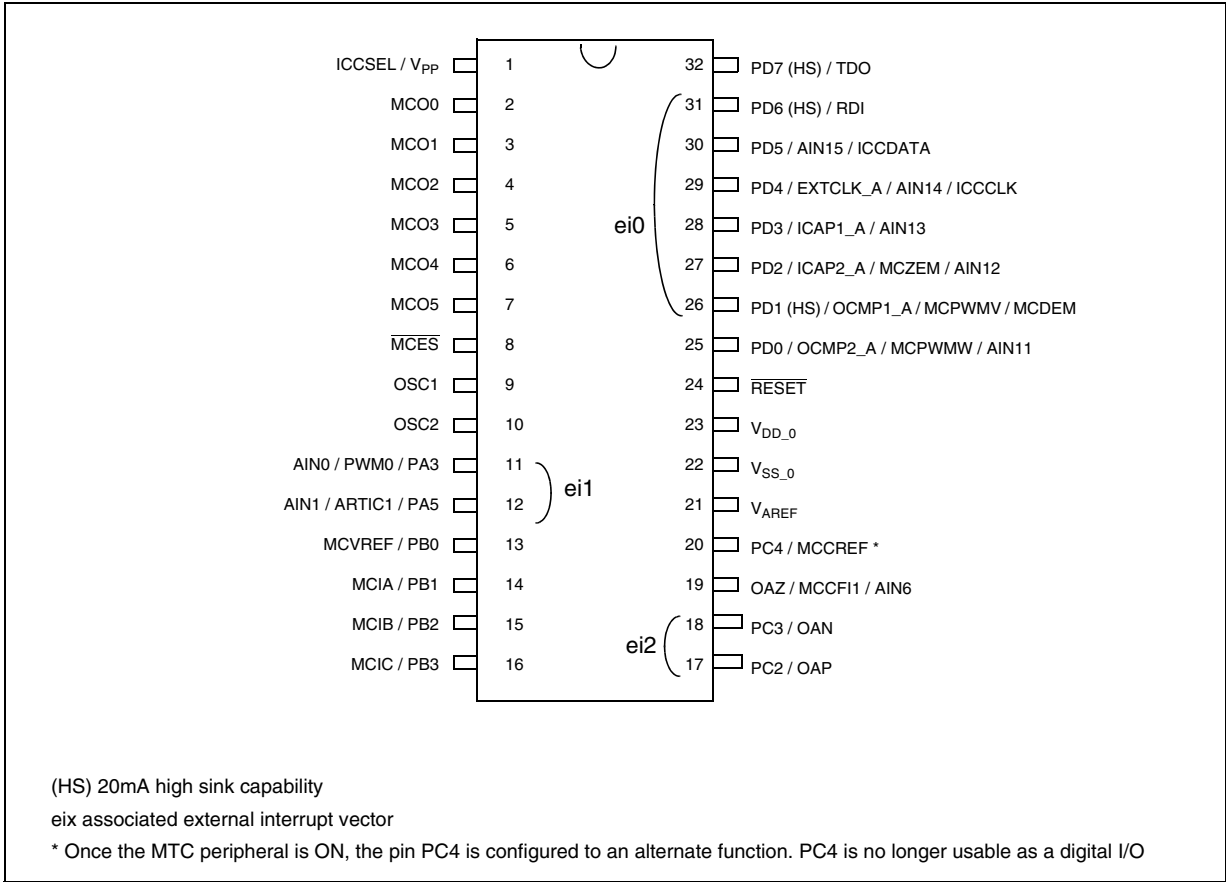 ICCSEL / VPP 1 32 PD7 (HS) / TDO
MCO0 2 31 PD6 (HS) / RDI
MCO1 3 30 PD5 / AIN15 / ICCDATA
MCO2 4 29 PD4 / EXTCLK_A / AIN14 / ICCCLK
MCO3 5 ei0 28 PD3 / ICAP1_A / AIN13
MCO4 6 27 PD2 / ICAP2_A / MCZEM / AIN12
MCO5 7 26 PD1 (HS) / OCMP1_A / MCPWMV / MCDEM
MCES 8 25 PD0 / OCMP2_A / MCPWMW / AIN11
OSC1 9 24 RESET
OSC2 10 23 VDD_0
AIN0 / PWM0 / PA3 11 22 VSS_0
ei1
AIN1 / ARTIC1 / PA5 12 21 VAREF
MCVREF / PB0 13 20 PC4 / MCCREF *
MCIA / PB1 14 19 OAZ / MCCFI1 / AIN6
MCIB / PB2 15 18 PC3 / OAN
ei2
MCIC / PB3 16 17 PC2 / OAP
(HS) 20mA high sink capability
eix associated external interrupt vector
* Once the MTC peripheral is ON, the pin PC4 is configured to an alternate function. PC4 is no longer usable as a digital I/O